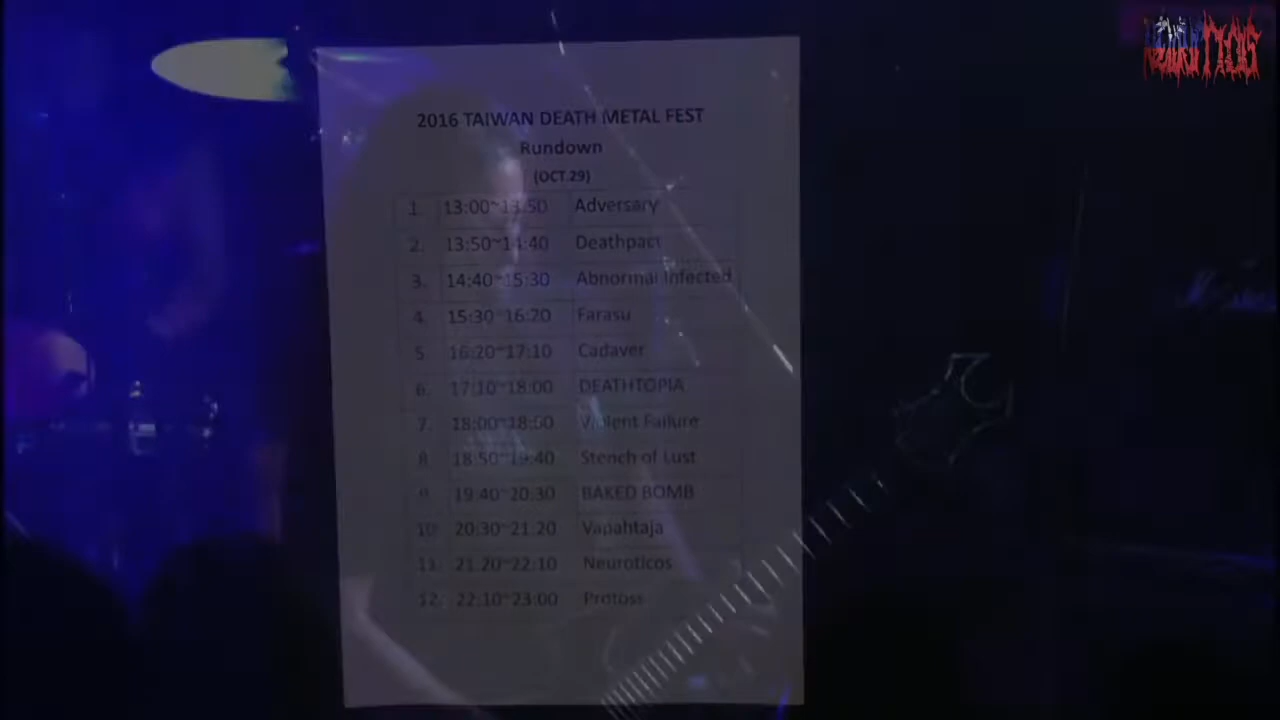 2016 TAIWAN DEATH METAL FEST
Rundown
(OCT.29)
1. 13:00~13:50 Adversary
2. 13:50~14:40 Deathpact
3. 14:40~15:30 Abnormal Infected
4. 15:30~16:20 Farasu
5. 16:20~17:10 Cadaver
6. 17:10~18:00 DEATHTOPIA
7. 18:00~18:50 Violent Failure
8. 18:50~19:40 Stench of Lust
9. 19:40~20:30 BAKED BOMB
10. 20:30~21:20 Vapahtaja
11. 21:20~22:10 Neuroticos
12. 22:10~23:00 Protoss